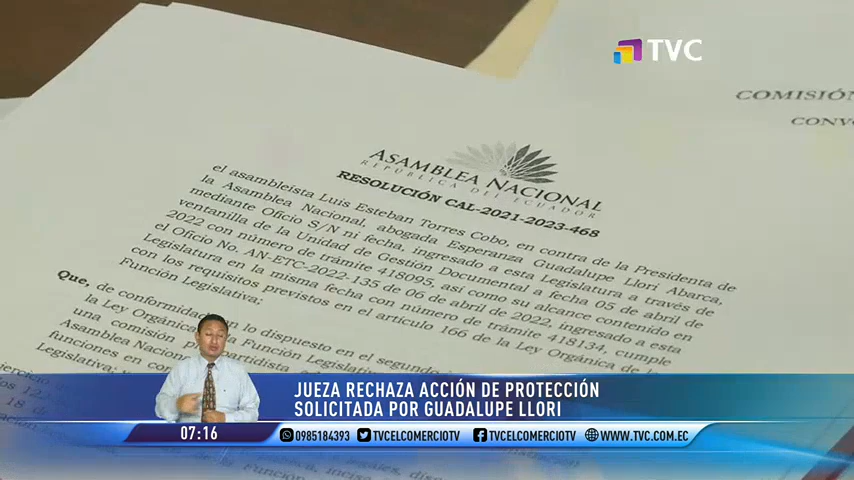 TVC
COMISIÓN
CONVO
ASAMBLEA NACIONAL
REPÚBLICA DEL ECUADOR
RESOLUCIÓN CAL-2021-2023-468
el asambleísta Luis Esteban Torres Cobo, en contra de la Presidenta de
la Asamblea Nacional, abogada Esperanza Guadalupe Llori Abarca,
mediante Oficio S/N ni fecha, ingresado a esta Legislatura a través de
ventanilla de la Unidad de Gestión Documental a fecha 05 de abril de
2022 con número de trámite 418095, así como su alcance contenido en
el Oficio No. AN-ETC-2022-135 de 06 de abril de 2022, ingresado a esta
Legislatura en la misma fecha con número de trámite 418134, cumple
con los requisitos previstos en el artículo 166 de la Ley Orgánica de la
Función Legislativa;
Que, de conformidad lo dispuesto en el segundo
la Ley Orgánica Función Legislati
una comisión partidista
Asamblea Nacion
funciones en co
Legislativa;
JUEZA RECHAZA ACCIÓN DE PROTECCIÓN
SOLICITADA POR GUADALUPE LLORI
07:16 0985184393 TVCELCOMERCIOTV TVCELCOMERCIOTV WWW.TVC.COM.EC